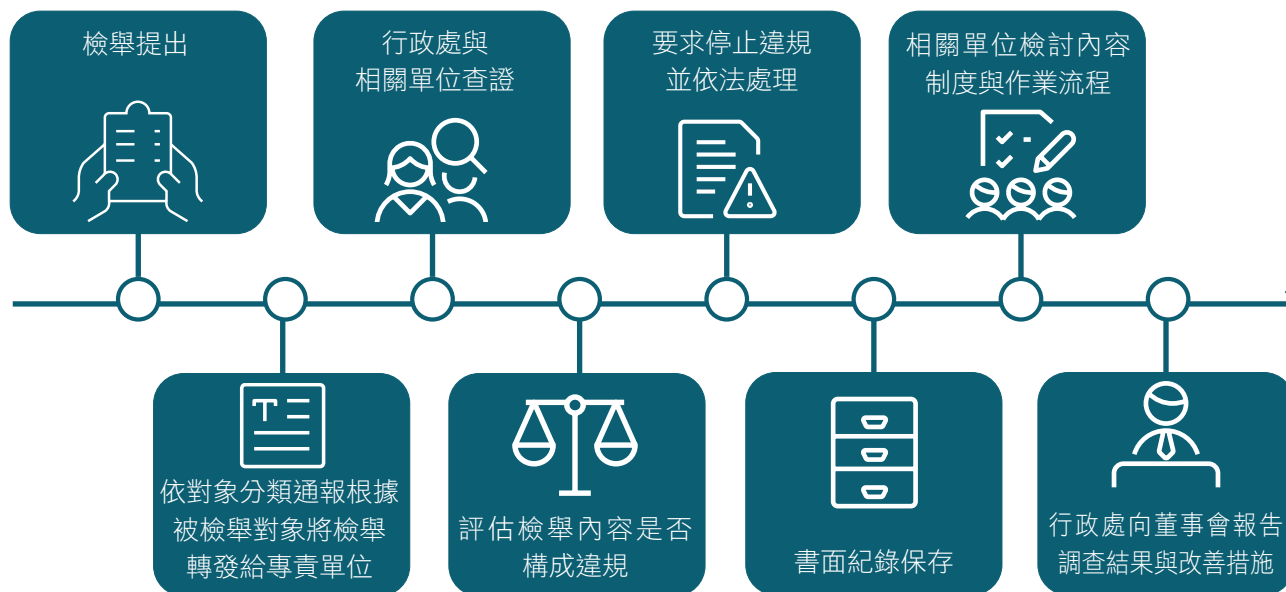 檢舉提出
依對象分類通報根據
被檢舉對象將檢舉
轉發給專責單位
行政處與
相關單位查證
評估檢舉內容是否
構成違規
要求停止違規
並依法處理
書面紀錄保存
相關單位檢討內容
制度與作業流程
行政處向董事會報告
調查結果與改善措施